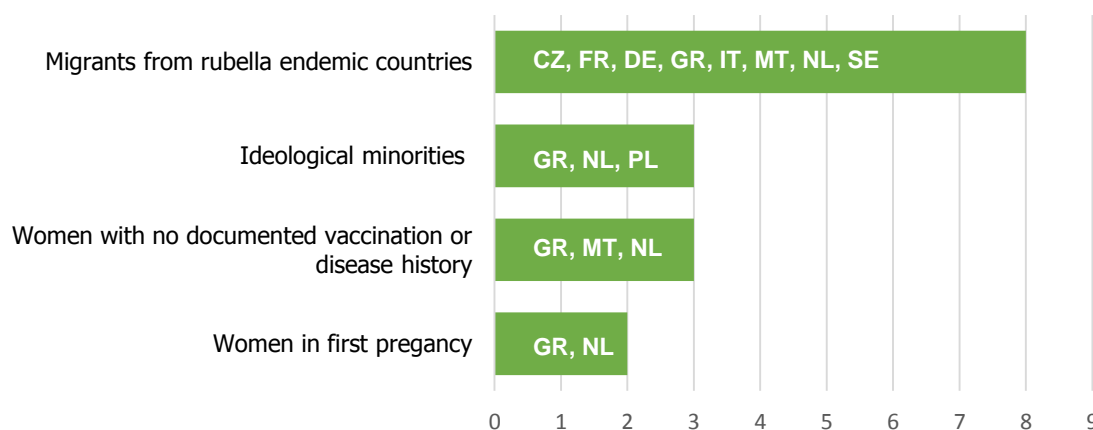 Migrants from rubella endemic countries
CZ, FR, DE, GR, IT, MT, NL, SE
Ideological minorities
GR, NL, PL
Women with no documented vaccination or
disease history
GR, MT, NL
Women in first pregancy
GR, NL
0 1 2 3 4 5 6 7 8 9